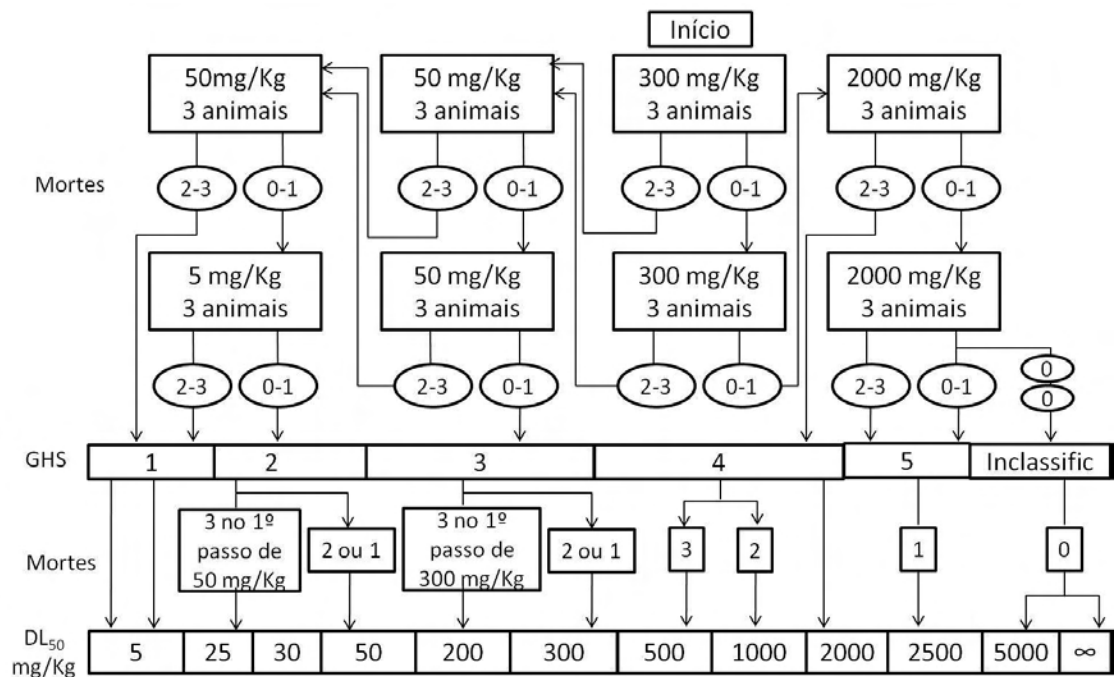 Início
50mg/Kg
3 animais
50 mg/Kg
3 animais
300 mg/Kg
3 animais
2000 mg/Kg
3 animais
Mortes
2-3
0-1
2-3
0-1
2-3
0-1
2-3
0-1
5 mg/Kg
3 animais
50 mg/Kg
3 animais
300 mg/Kg
3 animais
2000 mg/Kg
3 animais
2-3
0-1
2-3
0-1
2-3
0-1
2-3
0-1
0
0
GHS
1
2
3
4
5
Inclassific
Mortes
3 no 1º
passo de
50 mg/Kg
2 ou 1
3 no 1º
passo de
300 mg/Kg
2 ou 1
3
2
1
0
DL50
mg/Kg
5
25
30
50
200
300
500
1000
2000
2500
5000
∞